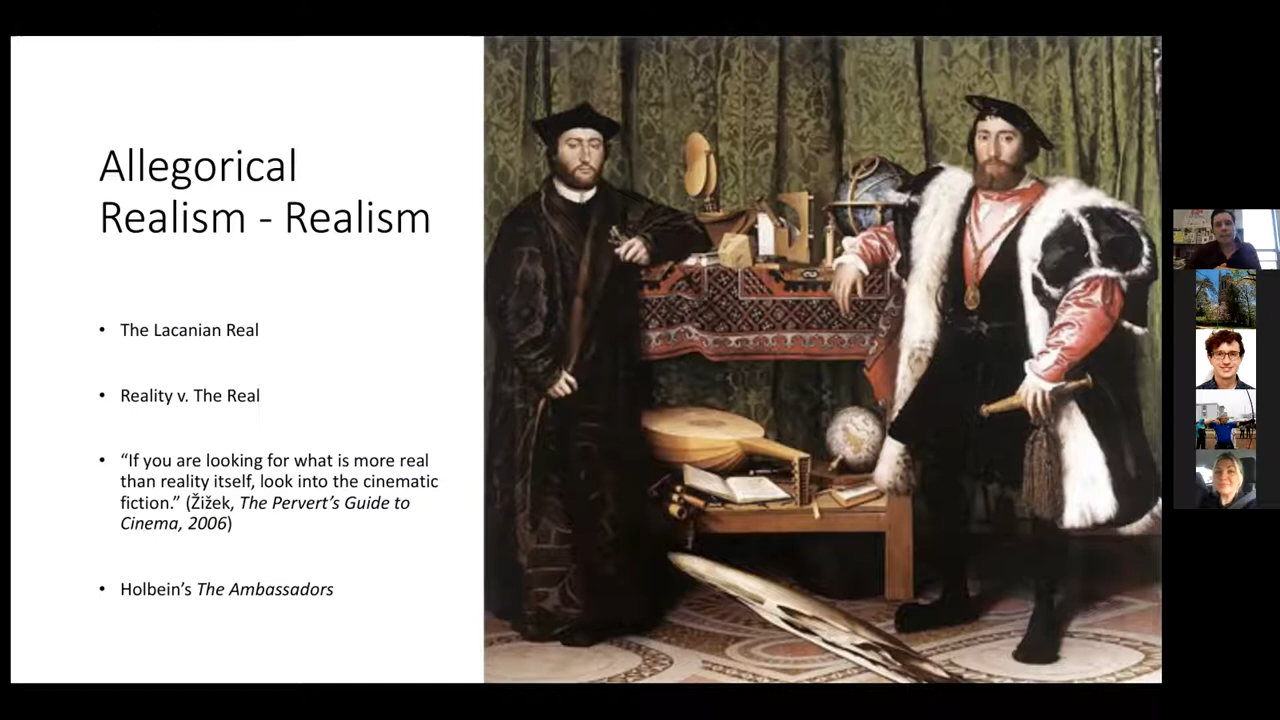 Allegorical
Realism - Realism
• The Lacanian Real
• Reality v. The Real
• “If you are looking for what is more real
than reality itself, look into the cinematic
fiction.” (Žižek, The Pervert’s Guide to
Cinema, 2006)
• Holbein’s The Ambassadors